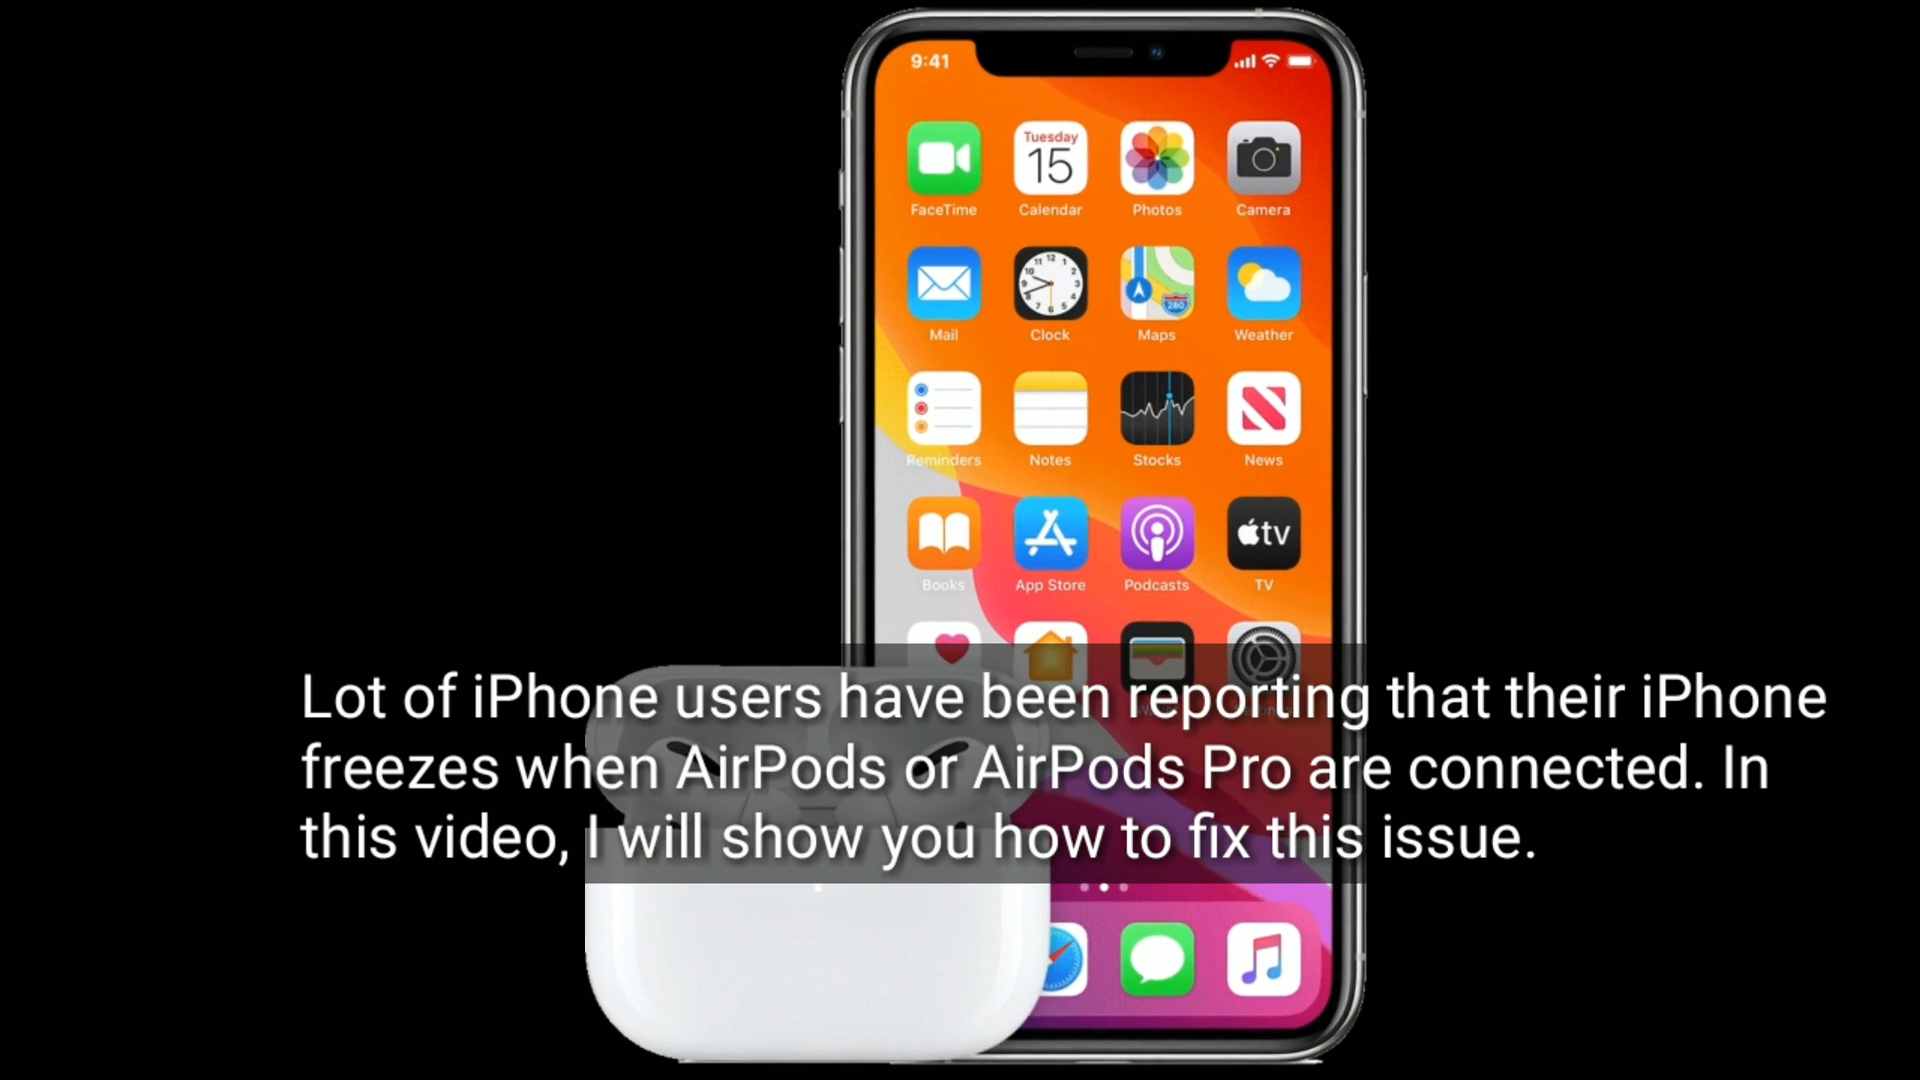 9:41
Tuesday
15
FaceTime Calendar Photos Camera
280
Mail Clock Maps Weather
Reminders Notes Stocks News
tv
Books App Store Podcasts TV
Lot of iPhone users have been reporting that their iPhone
freezes when AirPods or AirPods Pro are connected. In
this video, I will show you how to fix this issue.